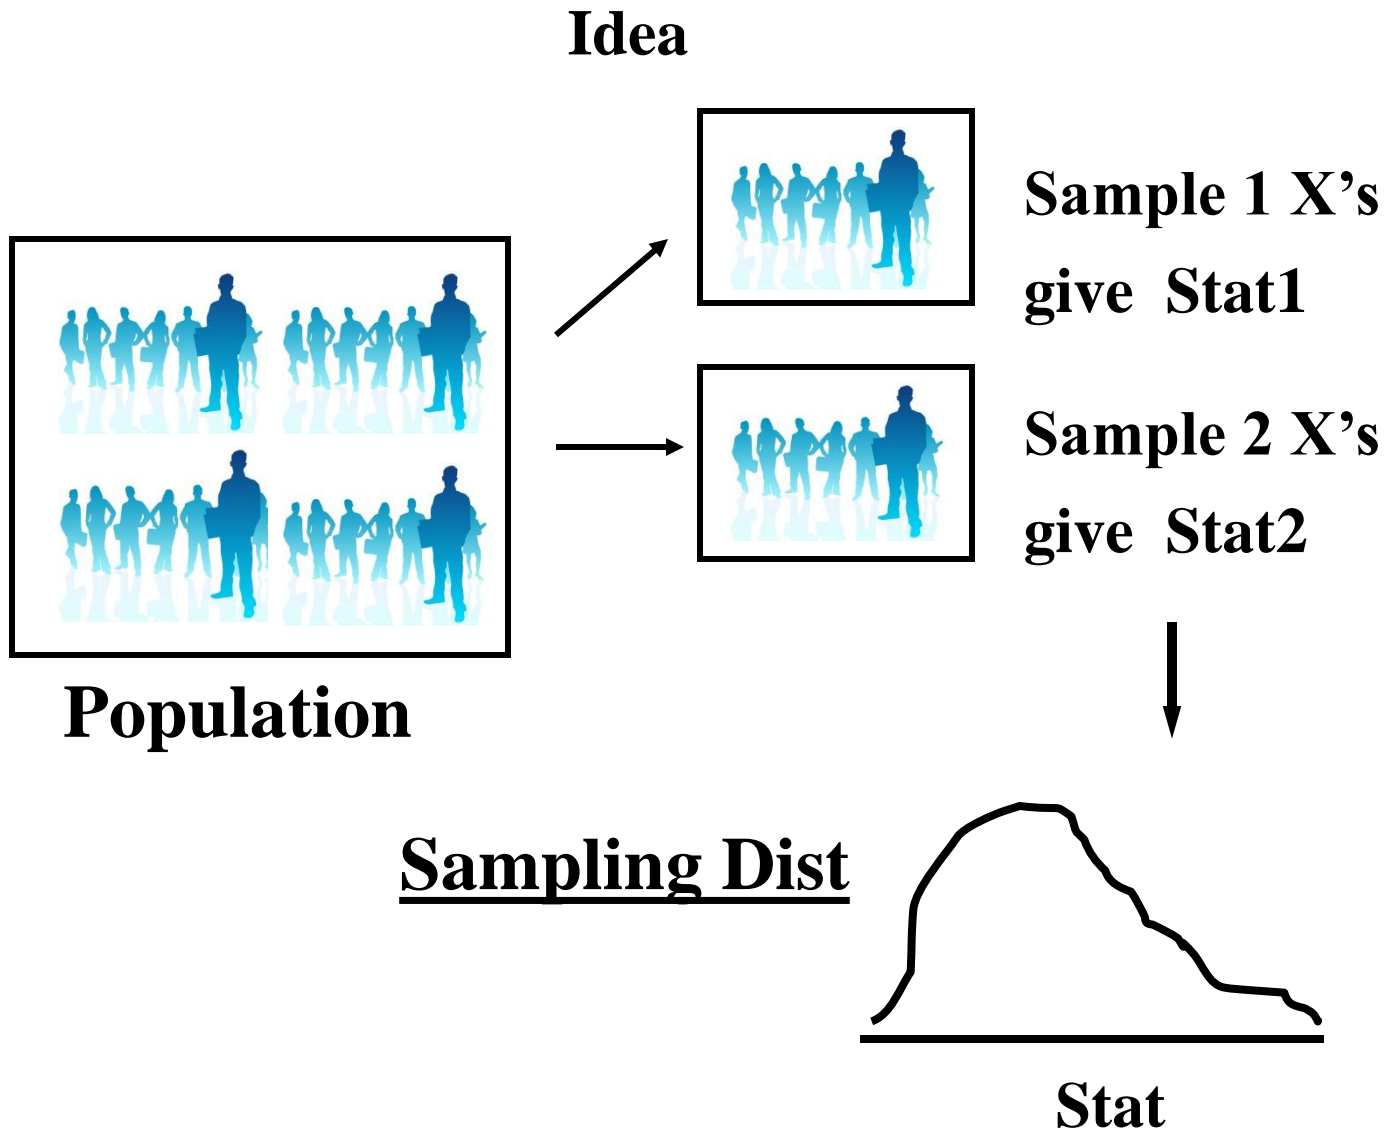 Idea
Sample 1 X’s
give Stat1
Sample 2 X’s
give Stat2
Population
Sampling Dist
Stat